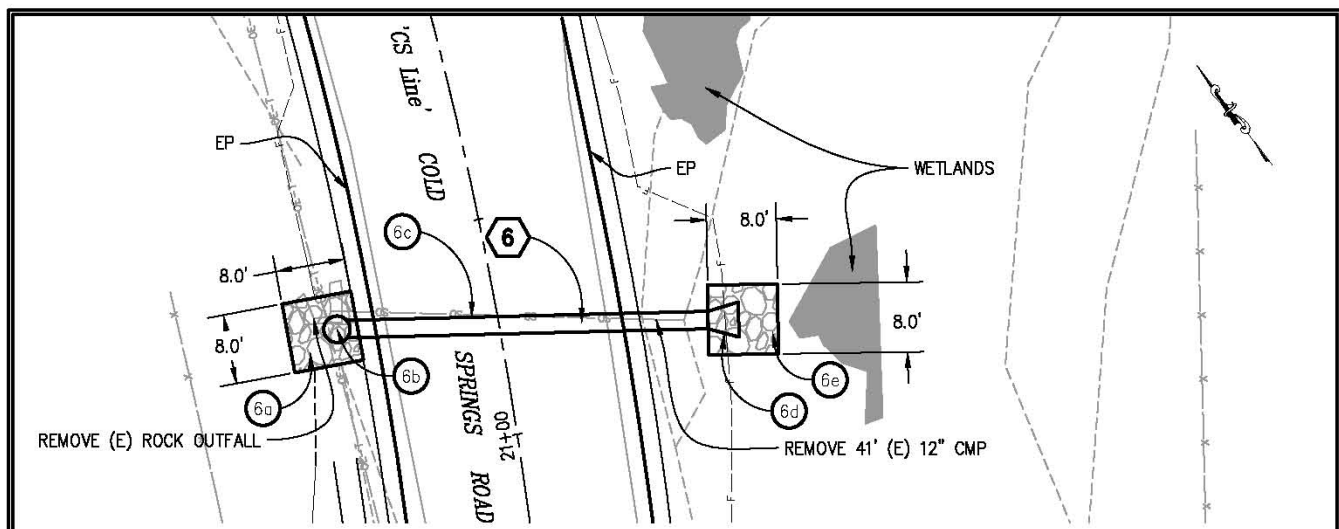 'CS Line'
COLD
SPRINGS
ROAD
21+00
EP
EP
WETLANDS
6c
6
8.0'
8.0'
8.0'
8.0'
6a
6b
6d
6e
REMOVE (E) ROCK OUTFALL
REMOVE 41' (E) 12" CMP
F
F
F
F
F
F
OE
X
X
X
X
X
X